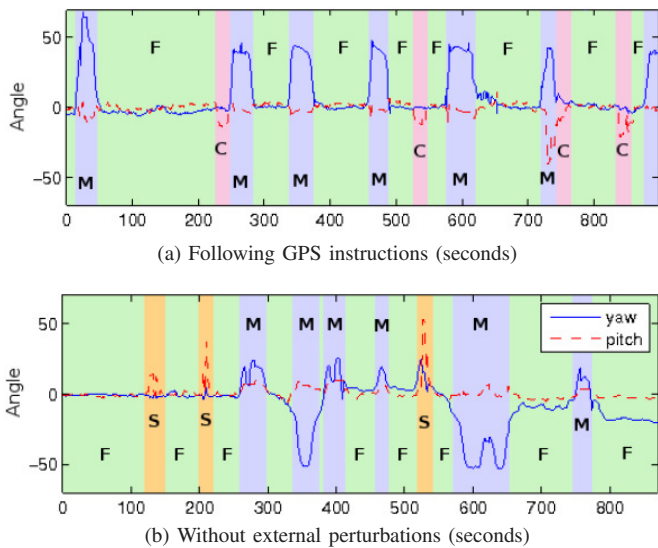 50
0
−50
Angle
F F F F F F F F F
C C C C
M M M M M M
0 100 200 300 400 500 600 700 800
(a) Following GPS instructions (seconds)
50
0
−50
Angle
yaw
pitch
M M M M M
S S S M
F F F F F F F
0 100 200 300 400 500 600 700 800
(b) Without external perturbations (seconds)